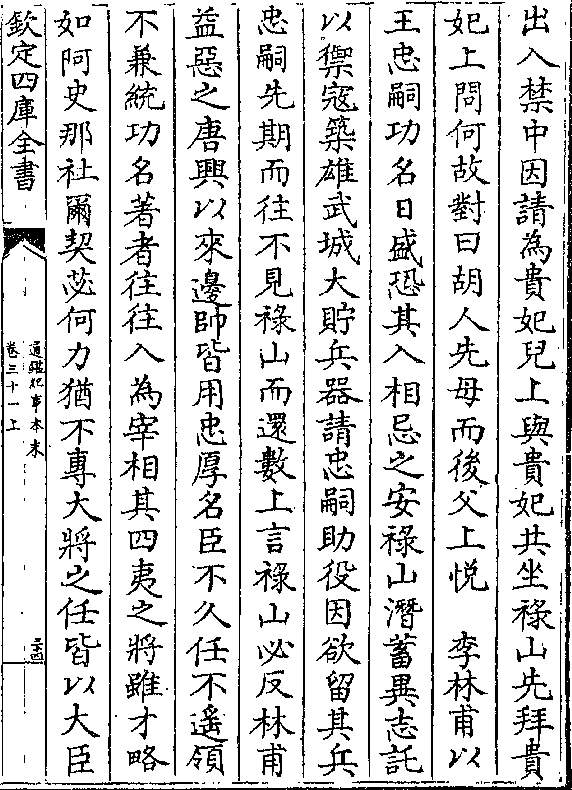 出入禁中因請為貴妃兒上與貴妃共坐祿山先拜貴
妃上問何故對曰胡人先母而後父上悅　李林甫以
王忠嗣功名日盛恐其入相忌之安祿山潛蓄異志託
以禦寇築雄武城大貯兵器請忠嗣助役因欲留其兵
忠嗣先期而往不見祿山而還數上言祿山必反林甫
益惡之唐興以來邊帥皆用忠厚名臣不久任不遙領
不兼統功名著者往往入為宰相其四夷之將雖才略
如阿史那社爾契苾何力猶不專大將之任皆以大臣
欽定四庫全書
通鑑紀事本末
卷三十一上
二十四